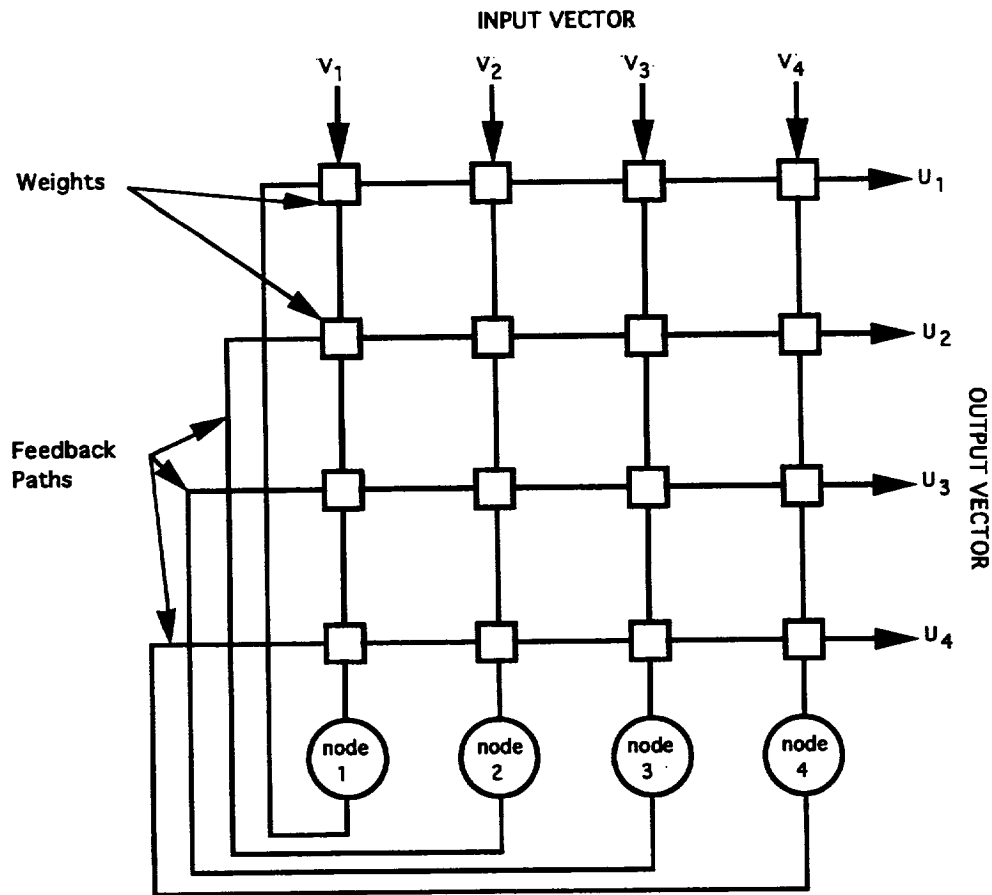 INPUT VECTOR
V1 V2 V3 V4
Weights
U1
U2
Feedback
Paths
U3
OUTPUT VECTOR
U4
node
1
node
2
node
3
node
4